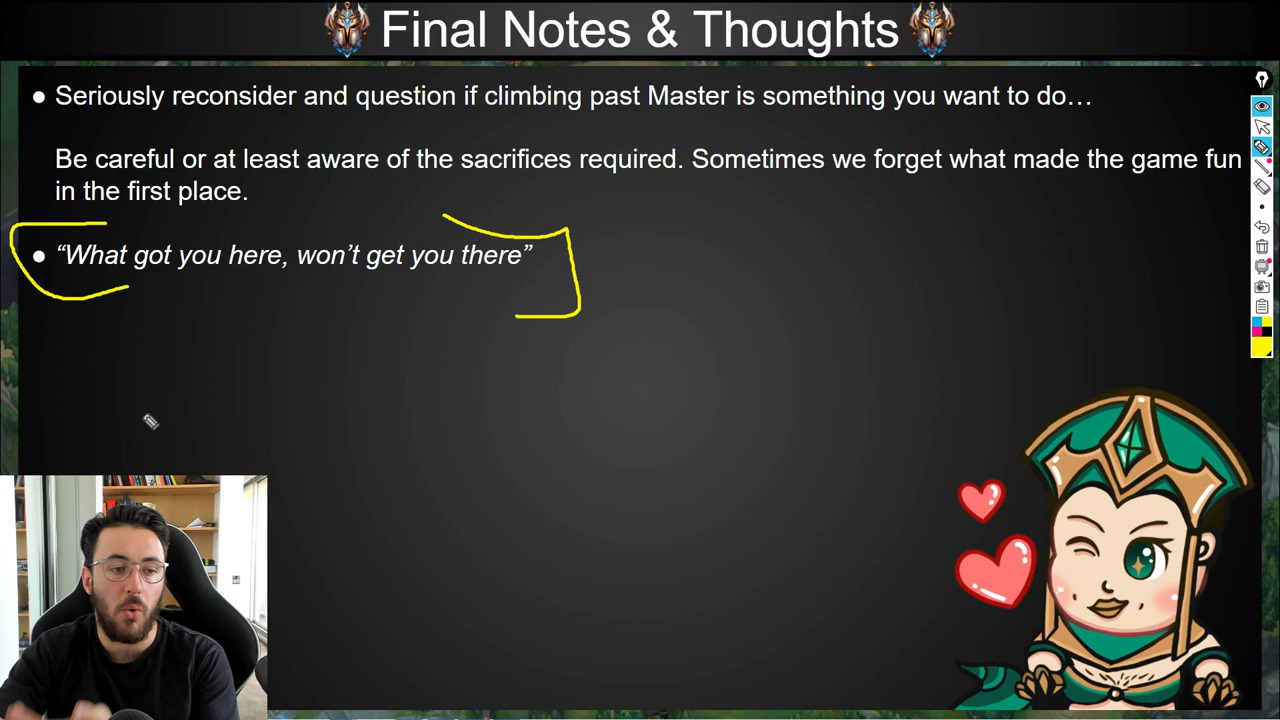 Final Notes & Thoughts
● Seriously reconsider and question if climbing past Master is something you want to do…
Be careful or at least aware of the sacrifices required. Sometimes we forget what made the game fun
in the first place.
● “What got you here, won’t get you there”